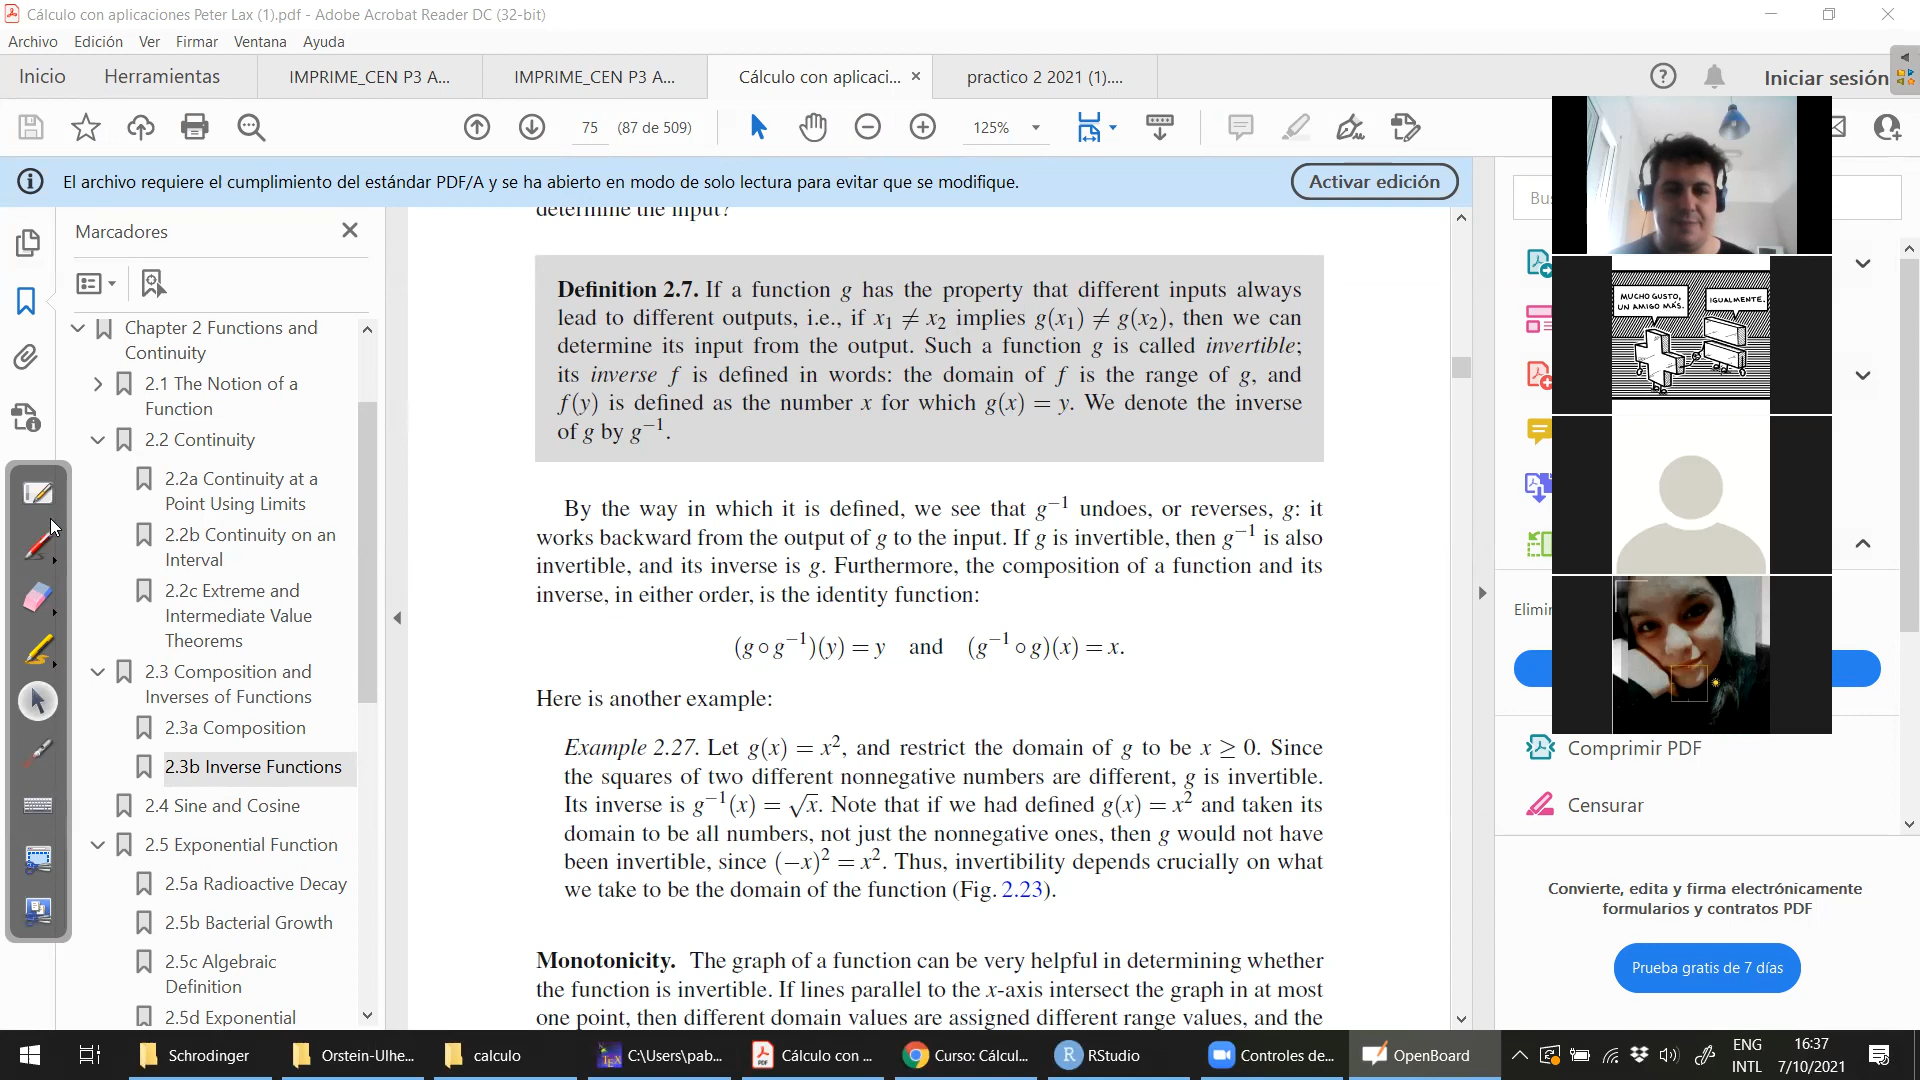 Cálculo con aplicaciones Peter Lax (1).pdf - Adobe Acrobat Reader DC (32-bit)
Archivo Edición Ver Firmar Ventana Ayuda
Inicio Herramientas IMPRIME_CEN P3 A... IMPRIME_CEN P3 A... Cálculo con aplicaci... × practico 2 2021 (1).... Iniciar sesión
75 (87 de 509) 125%
El archivo requiere el cumplimiento del estándar PDF/A y se ha abierto en modo de solo lectura para evitar que se modifique. Activar edición
Marcadores
Chapter 2 Functions and
Continuity
2.1 The Notion of a
Function
2.2 Continuity
2.2a Continuity at a
Point Using Limits
2.2b Continuity on an
Interval
2.2c Extreme and
Intermediate Value
Theorems
2.3 Composition and
Inverses of Functions
2.3a Composition
2.3b Inverse Functions
2.4 Sine and Cosine
2.5 Exponential Function
2.5a Radioactive Decay
2.5b Bacterial Growth
2.5c Algebraic
Definition
2.5d Exponential
determine the input?
Definition 2.7. If a function g has the property that different inputs always
lead to different outputs, i.e., if x₁ ≠ x₂ implies g(x₁) ≠ g(x₂), then we can
determine its input from the output. Such a function g is called invertible;
its inverse f is defined in words: the domain of f is the range of g, and
f(y) is defined as the number x for which g(x) = y. We denote the inverse
of g by g⁻¹.
By the way in which it is defined, we see that g⁻¹ undoes, or reverses, g: it
works backward from the output of g to the input. If g is invertible, then g⁻¹ is also
invertible, and its inverse is g. Furthermore, the composition of a function and its
inverse, in either order, is the identity function:
(g ∘ g⁻¹)(y) = y and (g⁻¹ ∘ g)(x) = x.
Here is another example:
Example 2.27. Let g(x) = x², and restrict the domain of g to be x ≥ 0. Since
the squares of two different nonnegative numbers are different, g is invertible.
Its inverse is g⁻¹(x) = √x. Note that if we had defined g(x) = x² and taken its
domain to be all numbers, not just the nonnegative ones, then g would not have
been invertible, since (−x)² = x². Thus, invertibility depends crucially on what
we take to be the domain of the function (Fig. 2.23).
Monotonicity. The graph of a function can be very helpful in determining whether
the function is invertible. If lines parallel to the x-axis intersect the graph in at most
one point, then different domain values are assigned different range values, and the
MUCHO GUSTO,
UN AMIGO MÁS.
IGUALMENTE.
Comprimir PDF
Censurar
Convierte, edita y firma electrónicamente
formularios y contratos PDF
Prueba gratis de 7 días
Schrodinger Orstein-Ulhe... calculo C:\Users\pab... Cálculo con ... Curso: Cálcul... RStudio Controles de... OpenBoard
ENG
INTL
16:37
7/10/2021